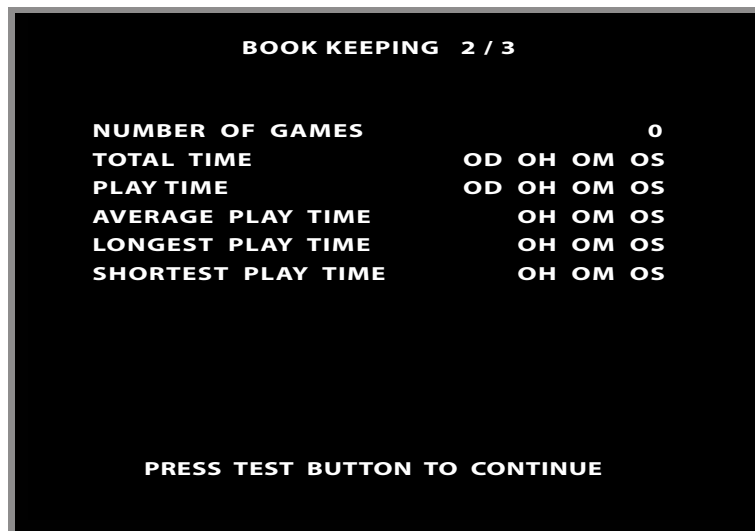 BOOK KEEPING 2 / 3
NUMBER OF GAMES 0
TOTAL TIME OD OH OM OS
PLAY TIME OD OH OM OS
AVERAGE PLAY TIME OH OM OS
LONGEST PLAY TIME OH OM OS
SHORTEST PLAY TIME OH OM OS
PRESS TEST BUTTON TO CONTINUE